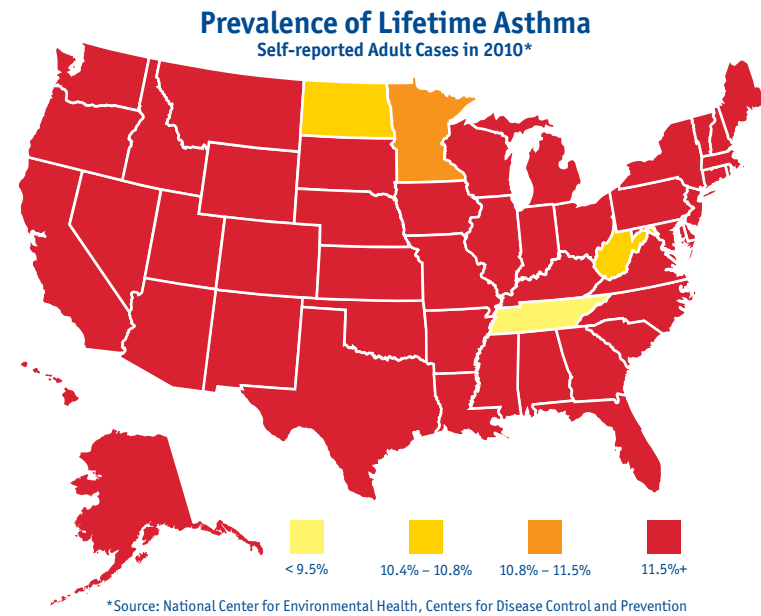 Prevalence of Lifetime Asthma
Self-reported Adult Cases in 2010*
< 9.5%
10.4% – 10.8%
10.8% – 11.5%
11.5%+
*Source: National Center for Environmental Health, Centers for Disease Control and Prevention